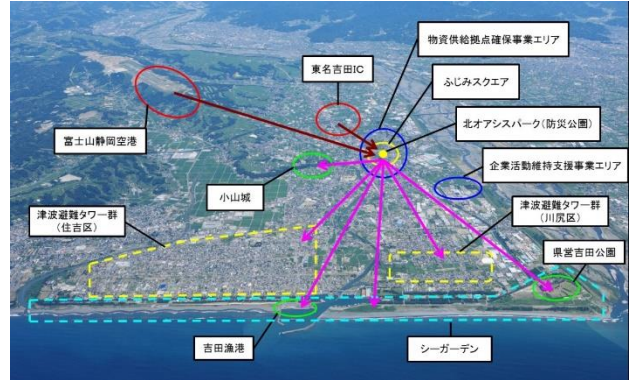 物資供給拠点確保事業エリア
東名吉田IC
ふじみスクエア
北オアシスパーク(防災公園)
富士山静岡空港
企業活動維持支援事業エリア
小山城
津波避難タワー群
(住吉区)
津波避難タワー群
(川尻区)
県営吉田公園
吉田漁港
シーガーデン